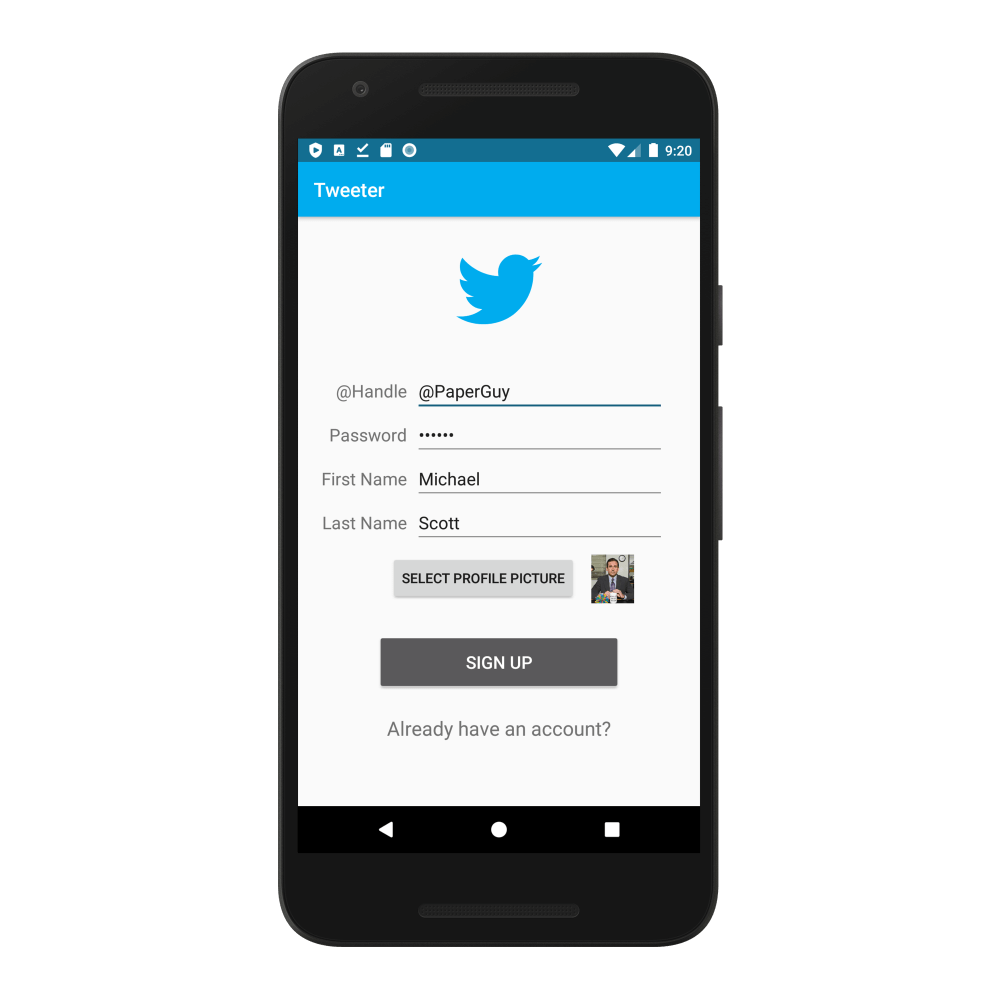 9:20
Tweeter
@Handle @PaperGuy
Password ••••••
First Name Michael
Last Name Scott
SELECT PROFILE PICTURE
SIGN UP
Already have an account?